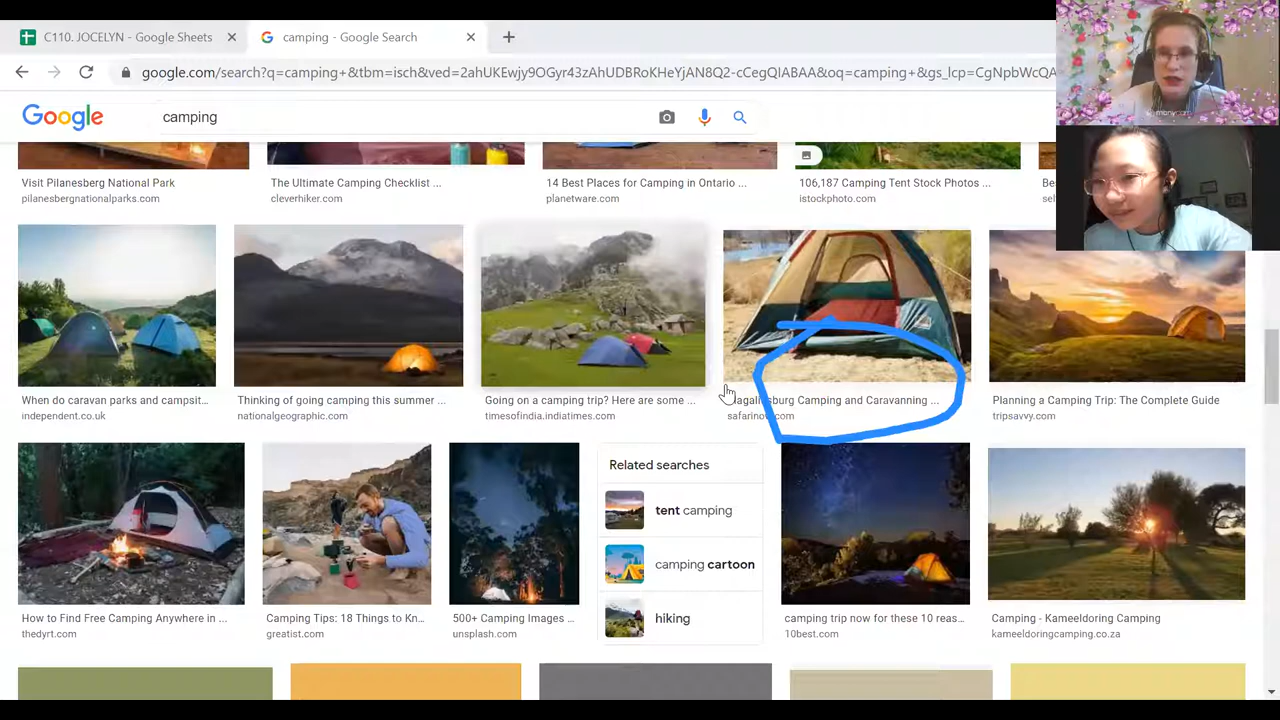 C110. JOCELYN - Google Sheets
camping - Google Search
google.com/search?q=camping+&tbm=isch&ved=2ahUKEwjy9OGyr43zAhUDBRoKHeYjAN8Q2-cCegQIABAA&oq=camping+&gs_lcp=CgNpbWcQA
Google
camping
Visit Pilanesberg National Park
pilanesbergnationalparks.com
The Ultimate Camping Checklist ...
cleverhiker.com
14 Best Places for Camping in Ontario ...
planetware.com
106,187 Camping Tent Stock Photos ...
istockphoto.com
When do caravan parks and campsit...
independent.co.uk
Thinking of going camping this summer ...
nationalgeographic.com
Going on a camping trip? Here are some ...
timesofindia.indiatimes.com
Camping and Caravanning ...
Planning a Camping Trip: The Complete Guide
tripsavvy.com
How to Find Free Camping Anywhere in ...
thedyrt.com
Camping Tips: 18 Things to Kn...
greatist.com
500+ Camping Images ...
unsplash.com
Related searches
tent camping
camping cartoon
hiking
camping trip now for these 10 reas...
10best.com
Camping - Kameeldoring Camping
kameeldoringcamping.co.za